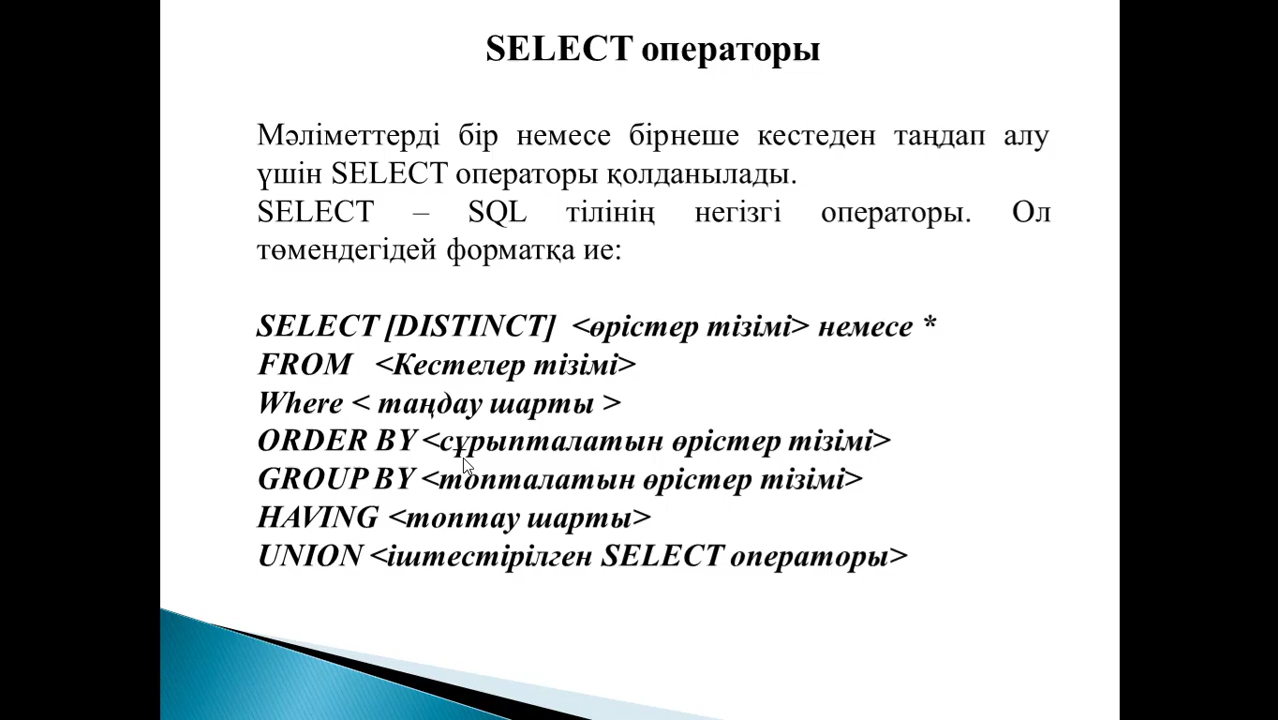 SELECT операторы
Мәліметтерді бір немесе бірнеше кестеден таңдап алу
үшін SELECT операторы қолданылады.
SELECT – SQL тілінің негізгі операторы. Ол
төмендегідей форматқа ие:
SELECT [DISTINCT] <өрістер тізімі> немесе *
FROM <Кестелер тізімі>
Where < таңдау шарты >
ORDER BY <сұрыпталатын өрістер тізімі>
GROUP BY <топталатын өрістер тізімі>
HAVING <топтау шарты>
UNION <іштестірілген SELECT операторы>